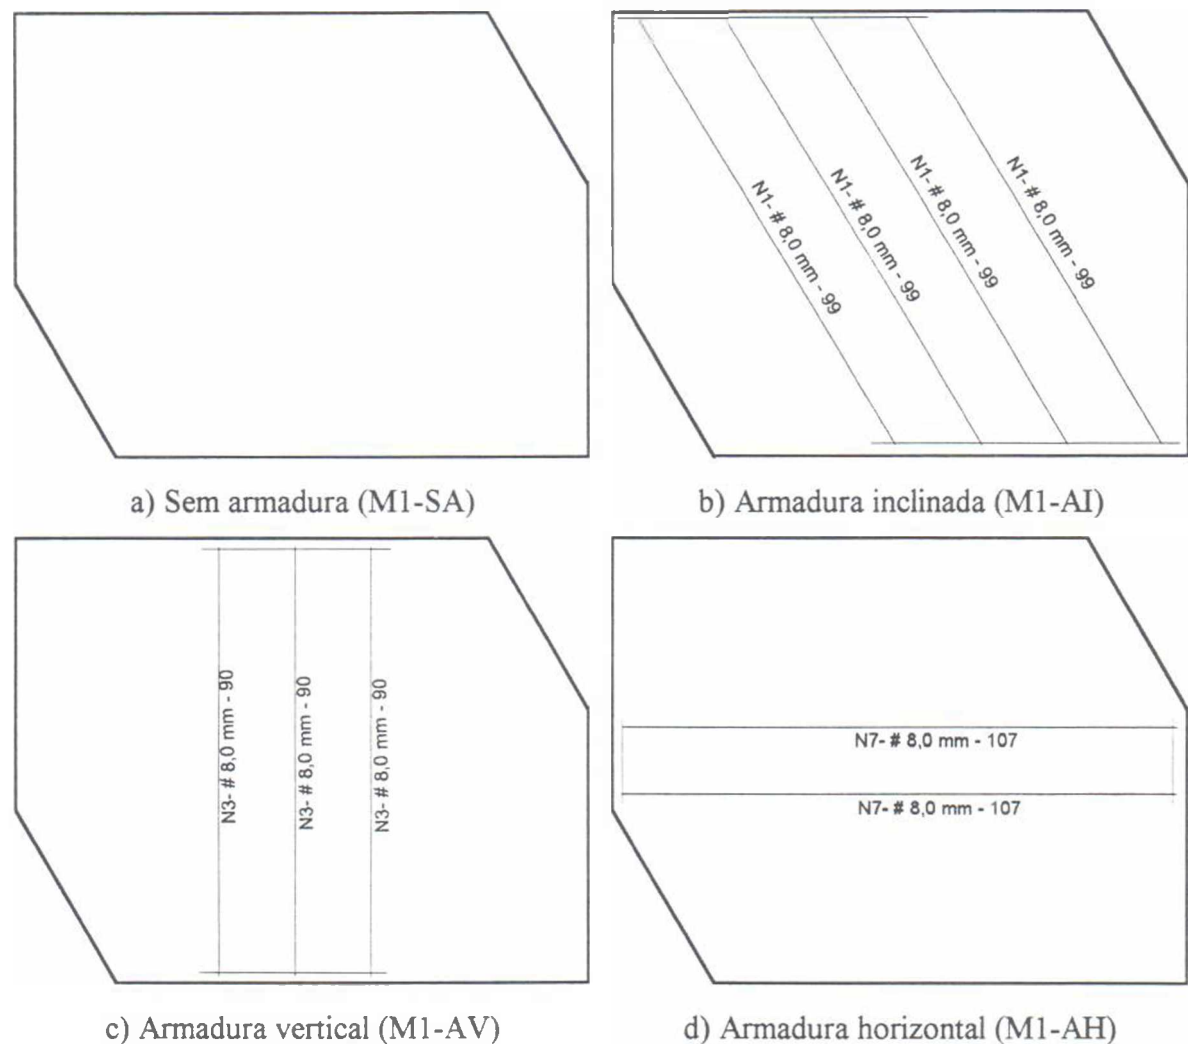 a) Sem armadura (M1-SA)
N1- # 8,0 mm - 99
N1- # 8,0 mm - 99
N1- # 8,0 mm - 99
N1- # 8,0 mm - 99
b) Armadura inclinada (M1-AI)
N3- # 8,0 mm - 90
N3- # 8,0 mm - 90
N3- # 8,0 mm - 90
c) Armadura vertical (M1-AV)
N7- # 8,0 mm - 107
N7- # 8,0 mm - 107
d) Armadura horizontal (M1-AH)